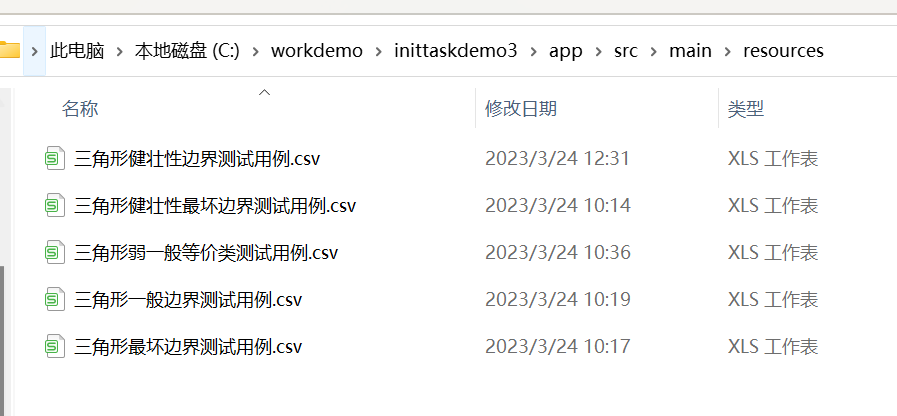 此电脑 > 本地磁盘 (C:) > workdemo > inittaskdemo3 > app > src > main > resources
名称 修改日期 类型
三角形健壮性边界测试用例.csv 2023/3/24 12:31 XLS 工作表
三角形健壮性最坏边界测试用例.csv 2023/3/24 10:14 XLS 工作表
三角形弱一般等价类测试用例.csv 2023/3/24 10:36 XLS 工作表
三角形一般边界测试用例.csv 2023/3/24 10:19 XLS 工作表
三角形最坏边界测试用例.csv 2023/3/24 10:17 XLS 工作表